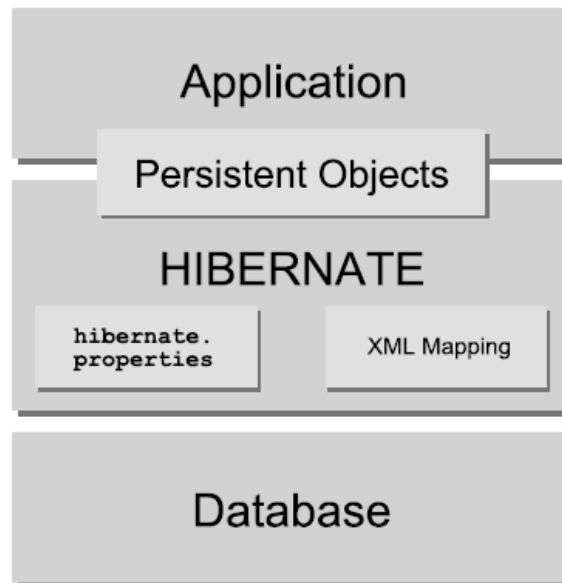 Application
Persistent Objects
HIBERNATE
hibernate.
properties
XML Mapping
Database